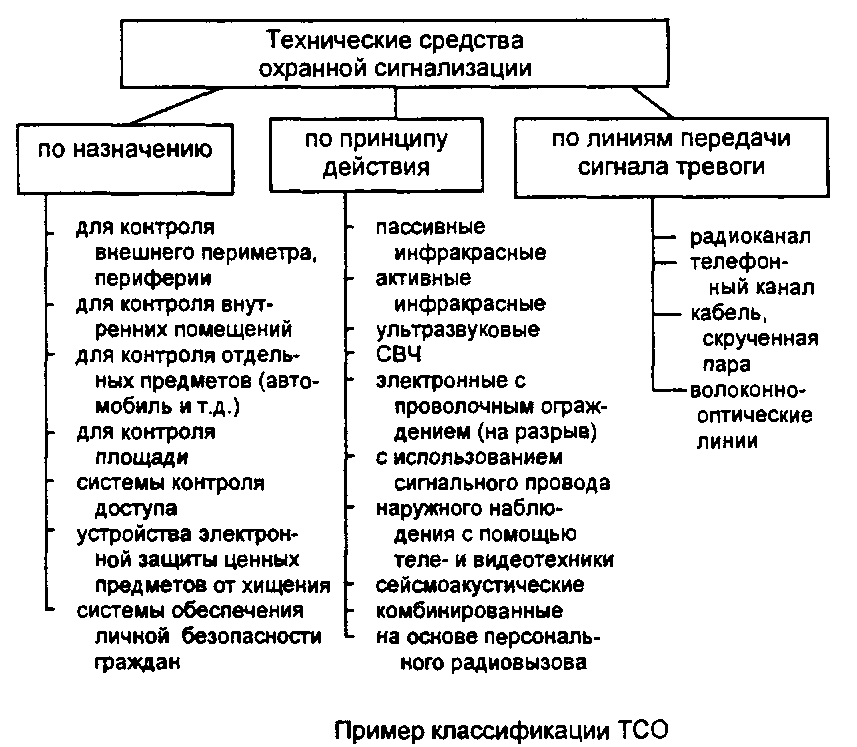 Технические средства
охранной сигнализации
по назначению
для контроля
внешнего периметра,
периферии
для контроля внут-
ренних помещений
для контроля отдель-
ных предметов (авто-
мобиль и т.д.)
для контроля
площади
системы контроля
доступа
устройства электрон-
ной защиты ценных
предметов от хищения
системы обеспечения
личной безопасности
граждан
по принципу
действия
пассивные
инфракрасные
активные
инфракрасные
ультразвуковые
СВЧ
электронные с
проволочным ограж-
дением (на разрыв)
с использованием
сигнального провода
наружного наблю-
дения с помощью
теле- и видеотехники
сейсмоакустические
комбинированные
на основе персональ-
ного радиовызова
по линиям передачи
сигнала тревоги
радиоканал
телефон-
ный канал
кабель,
скрученная
пара
волоконно-
оптические
линии
Пример классификации ТСО